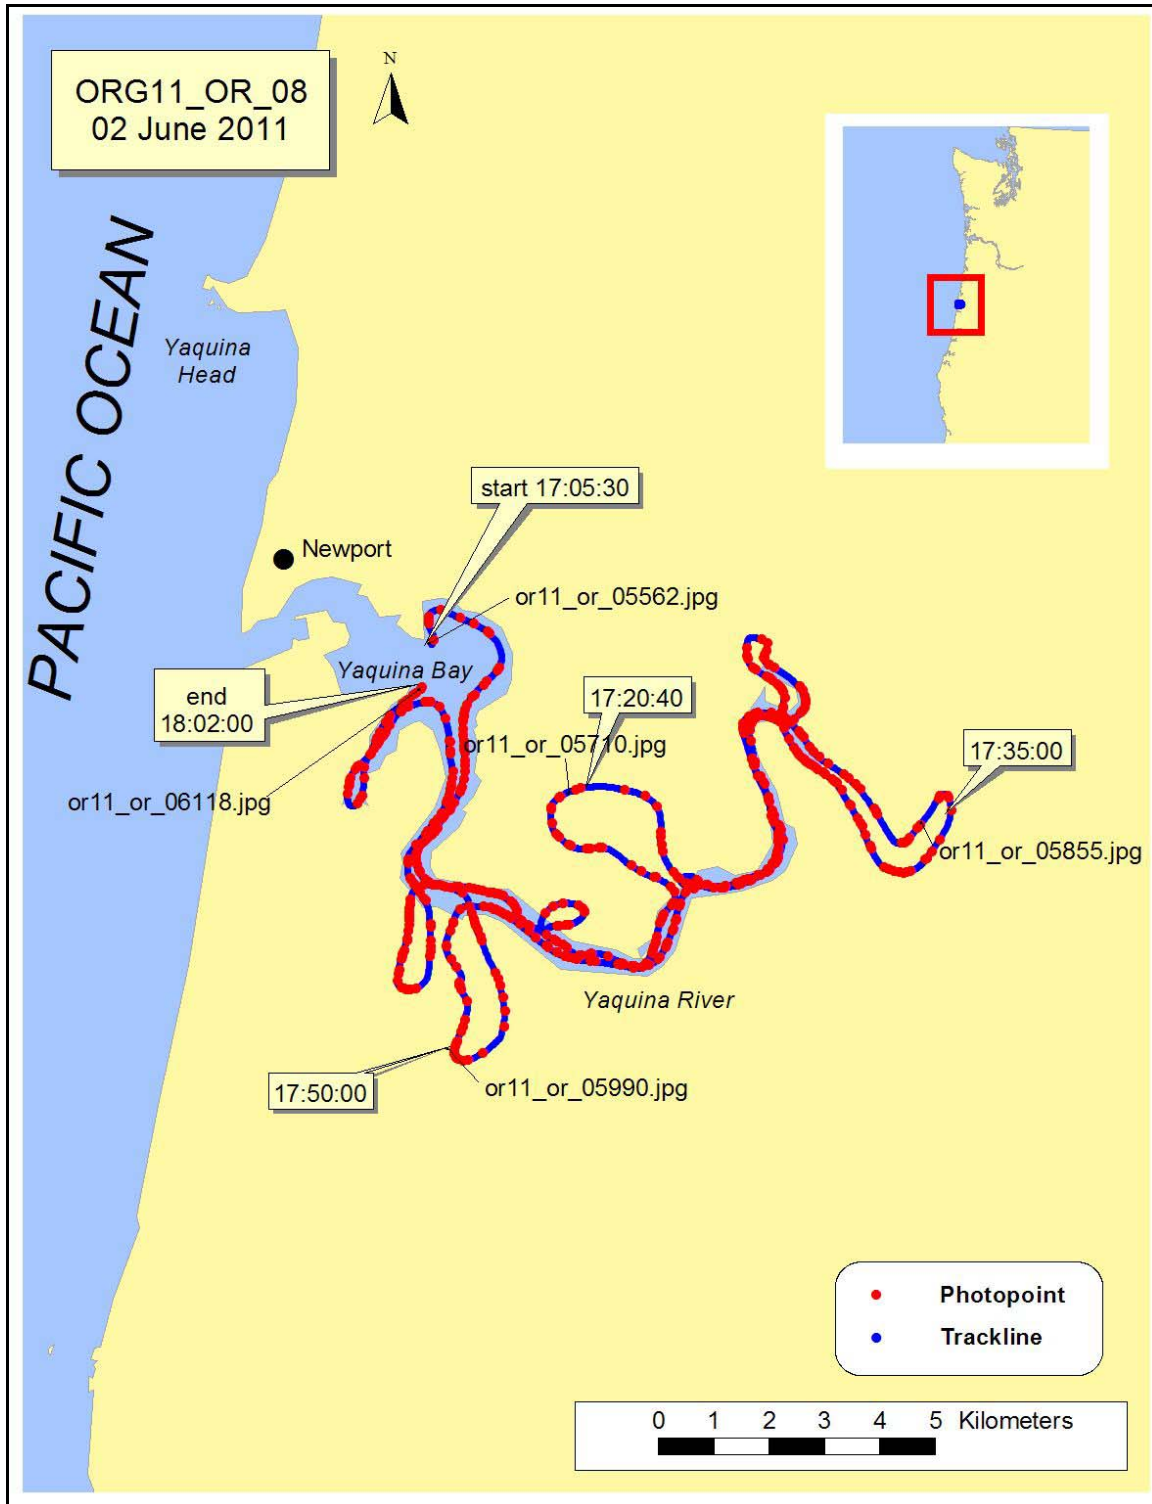 ORG11_OR_08
02 June 2011
N
PACIFIC OCEAN
Yaquina
Head
start 17:05:30
Newport
or11_or_05562.jpg
Yaquina Bay
end
18:02:00
17:20:40
or11_or_05710.jpg
17:35:00
or11_or_06118.jpg
or11_or_05855.jpg
Yaquina River
17:50:00
or11_or_05990.jpg
Photopoint
Trackline
0 1 2 3 4 5 Kilometers